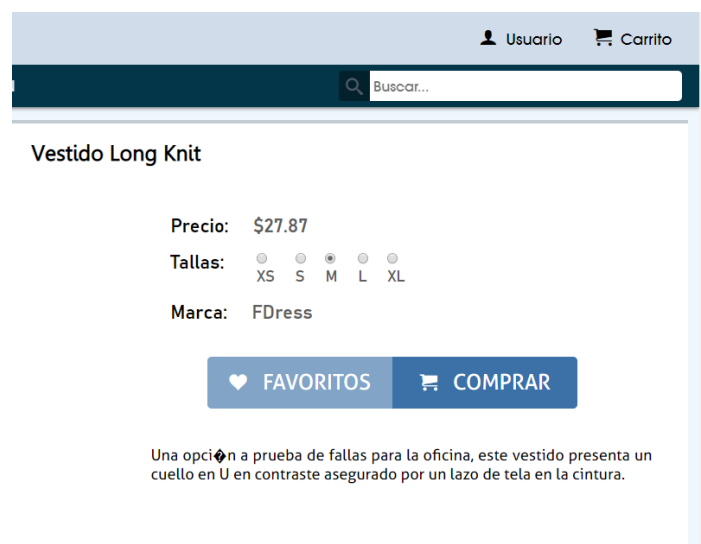 Usuario Carrito
Buscar...
Vestido Long Knit
Precio: $27.87
Tallas:
XS S M L XL
Marca: FDress
FAVORITOS COMPRAR
Una opci�n a prueba de fallas para la oficina, este vestido presenta un
cuello en U en contraste asegurado por un lazo de tela en la cintura.